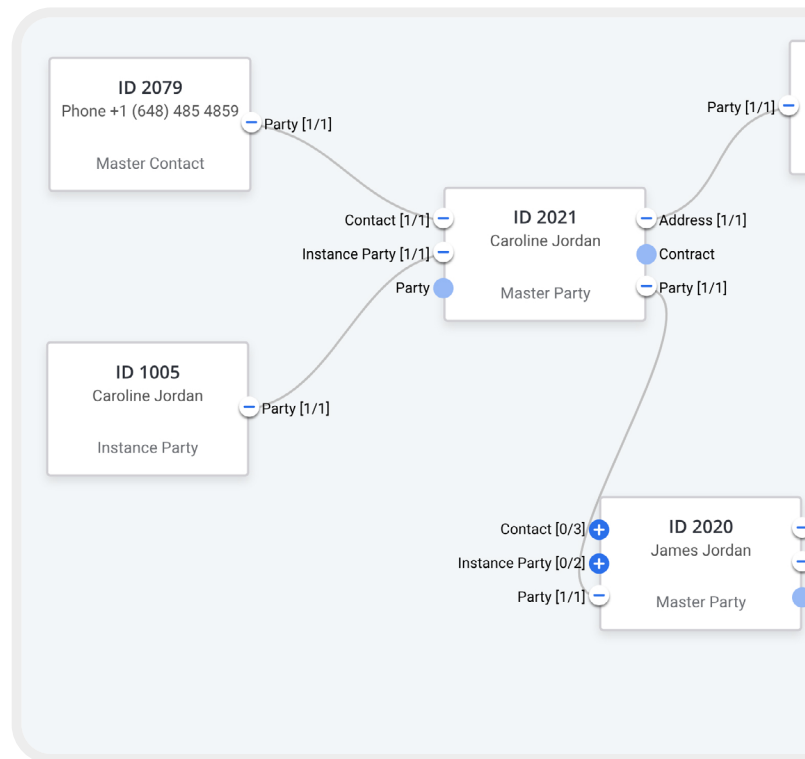 ID 2079
Phone +1 (648) 485 4859
Master Contact
Party [1/1]
Party [1/1]
Contact [1/1]
Instance Party [1/1]
Party
ID 2021
Caroline Jordan
Master Party
Address [1/1]
Contract
Party [1/1]
ID 1005
Caroline Jordan
Instance Party
Party [1/1]
Contact [0/3]
Instance Party [0/2]
Party [1/1]
ID 2020
James Jordan
Master Party